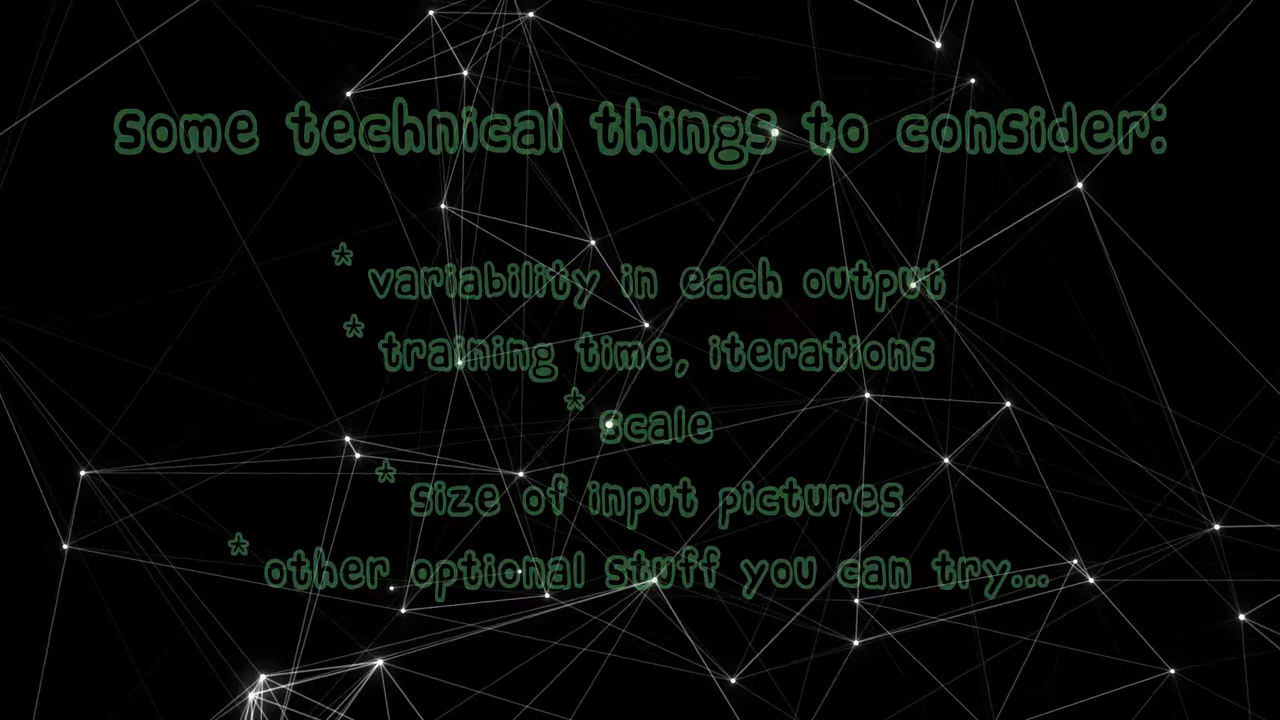 some technical things to consider:
* variability in each output
* training time, iterations
* scale
* size of input pictures
* other optional stuff you can try...